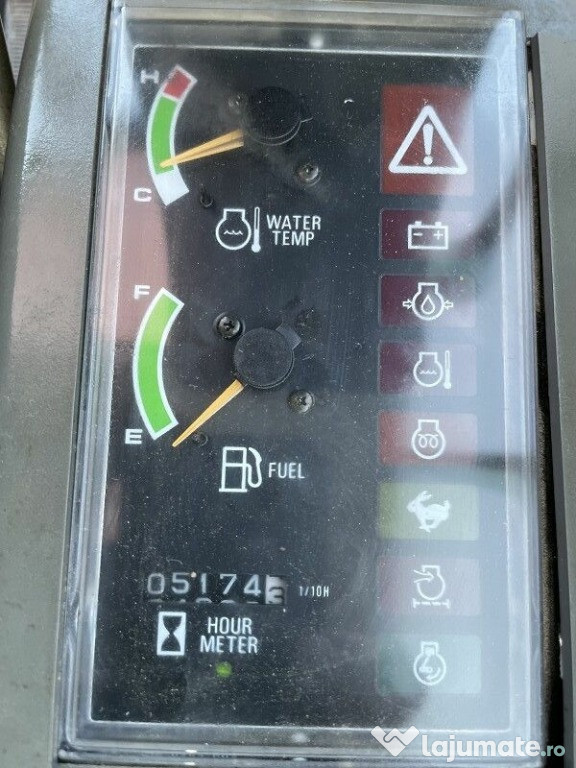 H
C
WATER
TEMP
F
E
FUEL
051743 1/10H
HOUR
METER
lajumate.ro